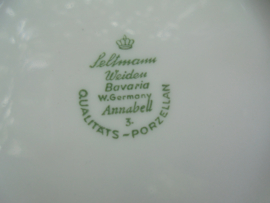 Seltmann
Weiden
Bavaria
W.Germany
Annabell
3.
QUALITÄTS-PORZELLAN